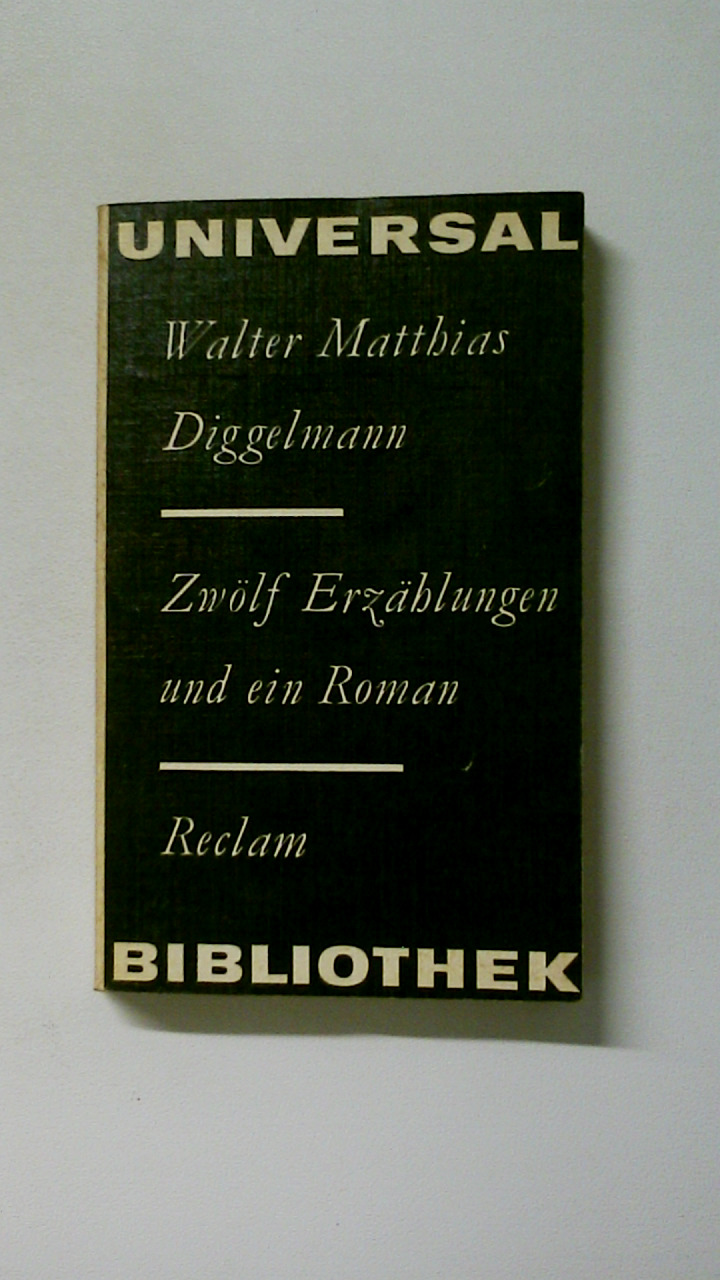 UNIVERSAL
Walter Matthias
Diggelmann
Zwölf Erzählungen
und ein Roman
Reclam
BIBLIOTHEK